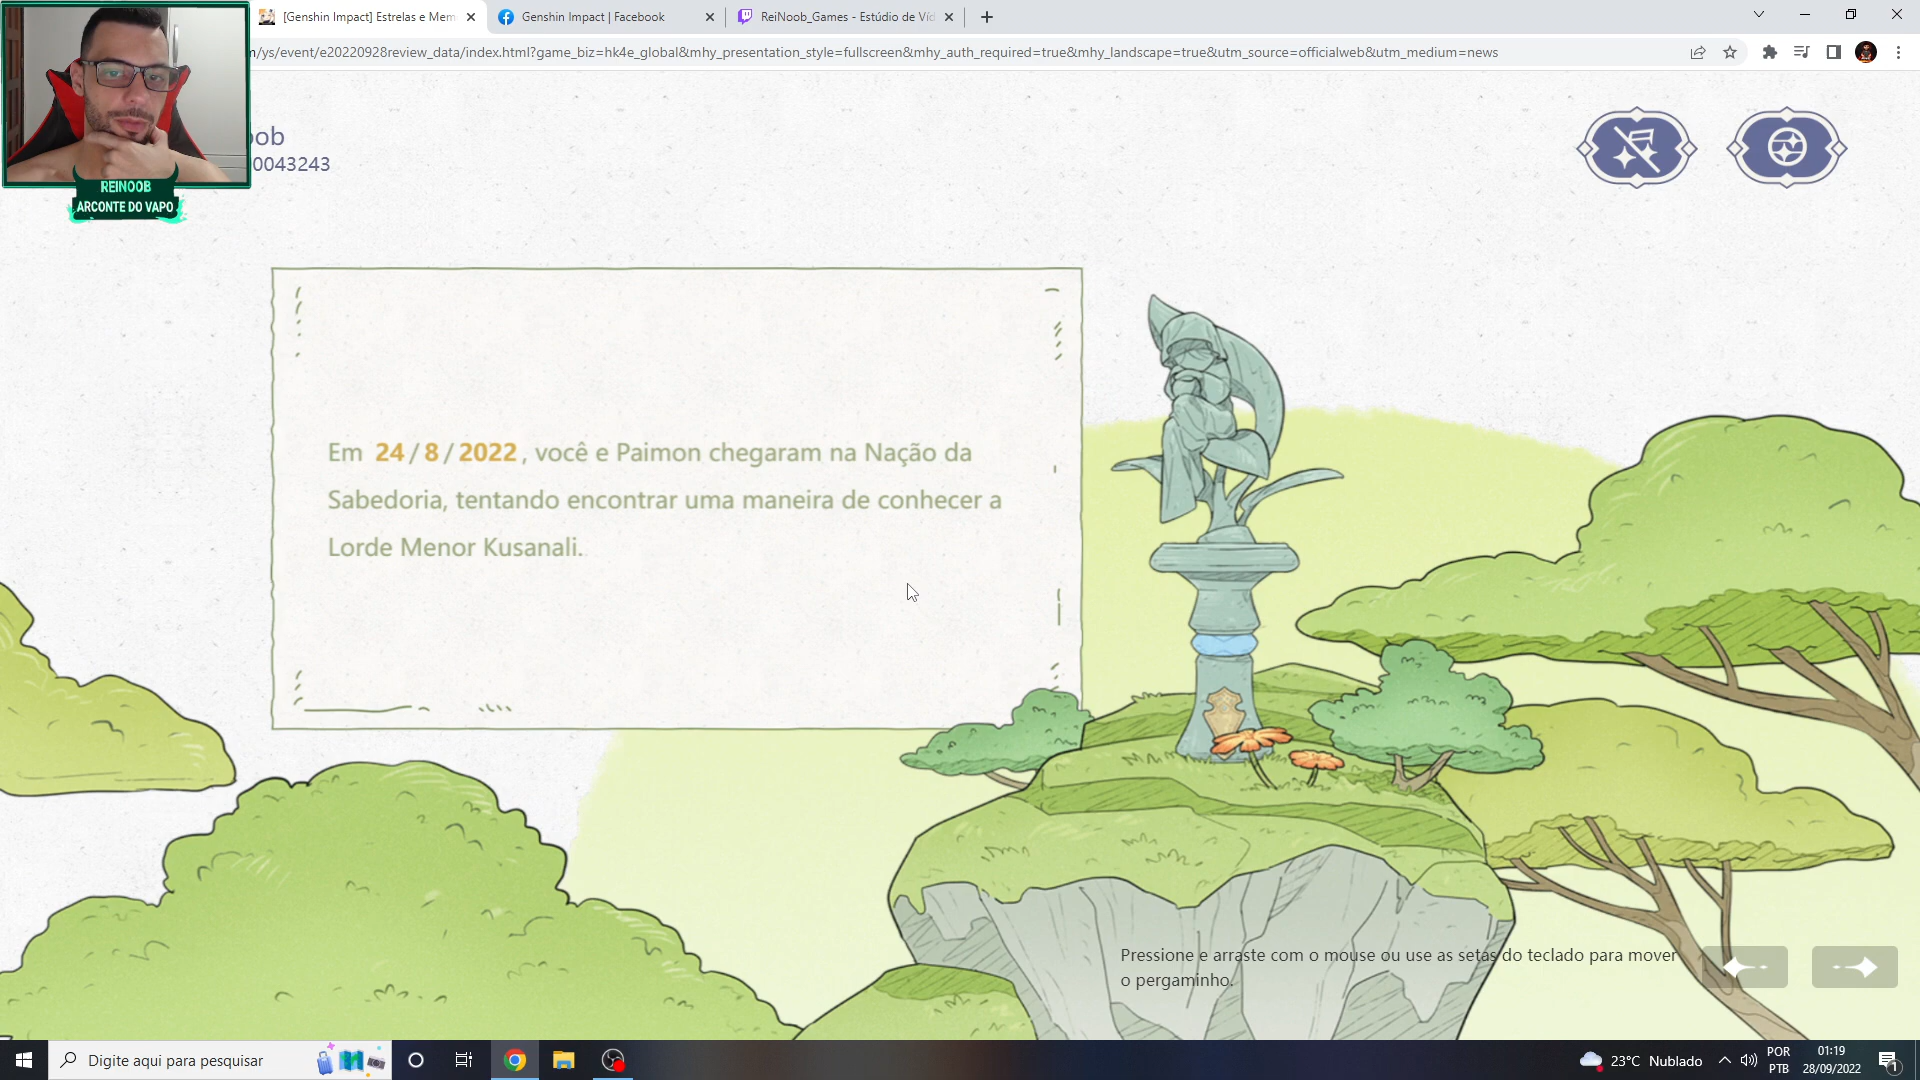 [Genshin Impact] Estrelas e Mem
Genshin Impact | Facebook
ReiNoob_Games - Estúdio de Víd
m/ys/event/e20220928review_data/index.html?game_biz=hk4e_global&mhy_presentation_style=fullscreen&mhy_auth_required=true&mhy_landscape=true&utm_source=officialweb&utm_medium=news
oob
0043243
REINOOB
ARCONTE DO VAPO
Em 24/8/2022, você e Paimon chegaram na Nação da
Sabedoria, tentando encontrar uma maneira de conhecer a
Lorde Menor Kusanali.
Pressione e arraste com o mouse ou use as setas do teclado para mover
o pergaminho.
Digite aqui para pesquisar
23°C Nublado
POR
PTB
01:19
28/09/2022
1